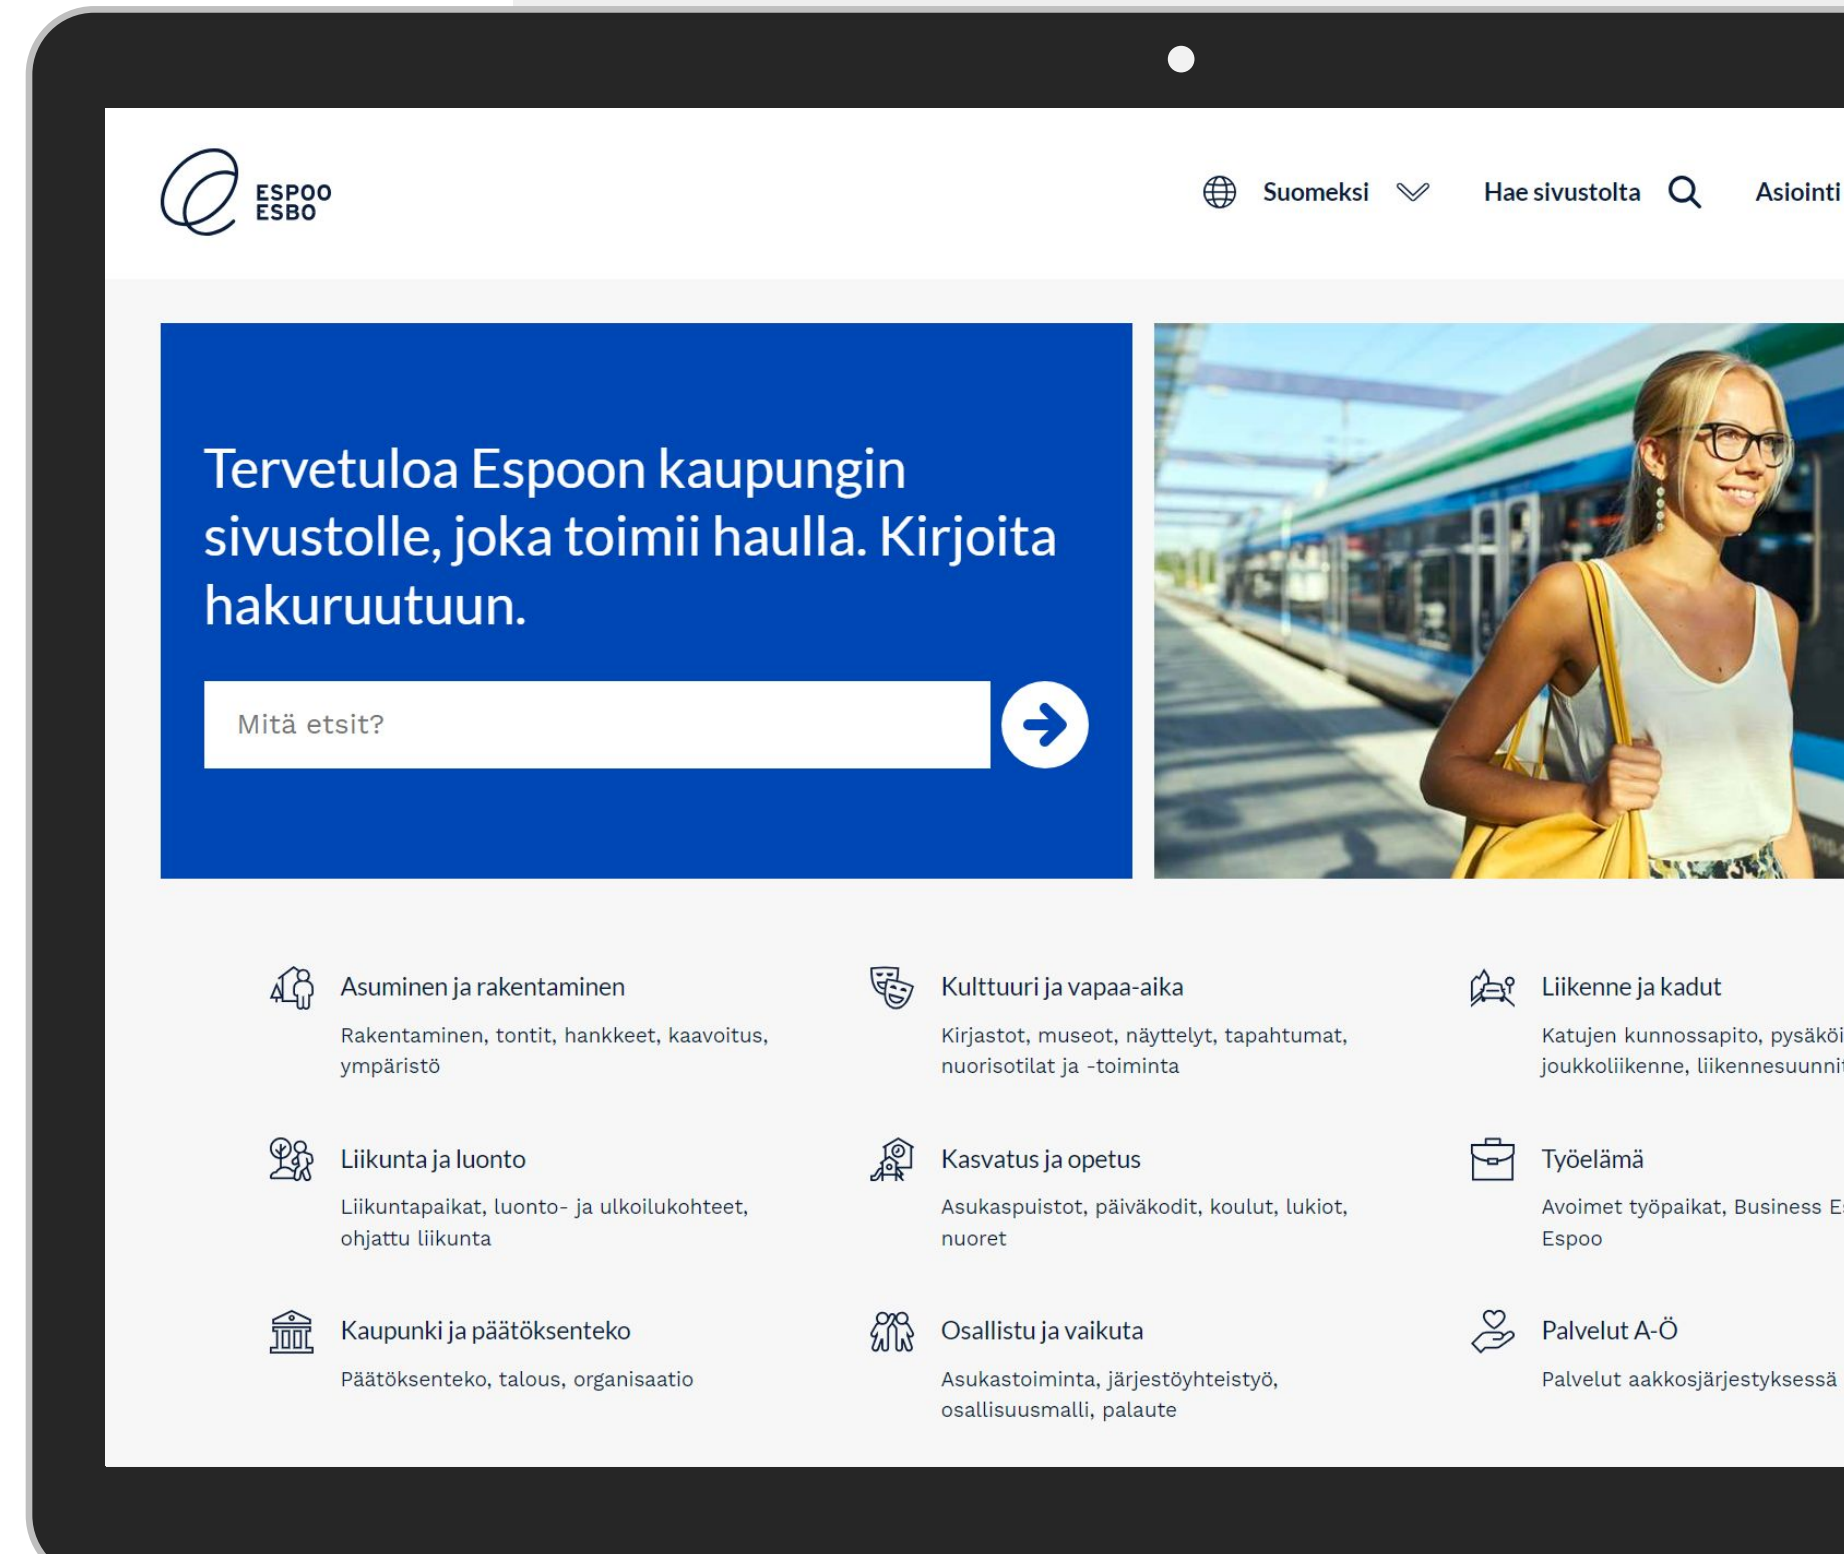 ESPOO
ESBO
Suomeksi
Hae sivustolta
Asiointi
Tervetuloa Espoon kaupungin
sivustolle, joka toimii haulla. Kirjoita
hakuruutuun.
Mitä etsit?
Asuminen ja rakentaminen
Rakentaminen, tontit, hankkeet, kaavoitus,
ympäristö
Kulttuuri ja vapaa-aika
Kirjastot, museot, näyttelyt, tapahtumat,
nuorisotilat ja -toiminta
Liikenne ja kadut
Katujen kunnossapito,
joukkoliikenne,
Liikunta ja luonto
Liikuntapaikat, luonto- ja ulkoilukohteet,
ohjattu liikunta
Kasvatus ja opetus
Asukaspuistot, päiväkodit, koulut, lukiot,
nuoret
Työelämä
Avoimet työpaikat, Business
Espoo
Kaupunki ja päätöksenteko
Päätöksenteko, talous, organisaatio
Osallistu ja vaikuta
Asukastoiminta, järjestöyhteistyö,
osallisuusmalli, palaute
Palvelut A-Ö
Palvelut aakkosjärjestyksessä